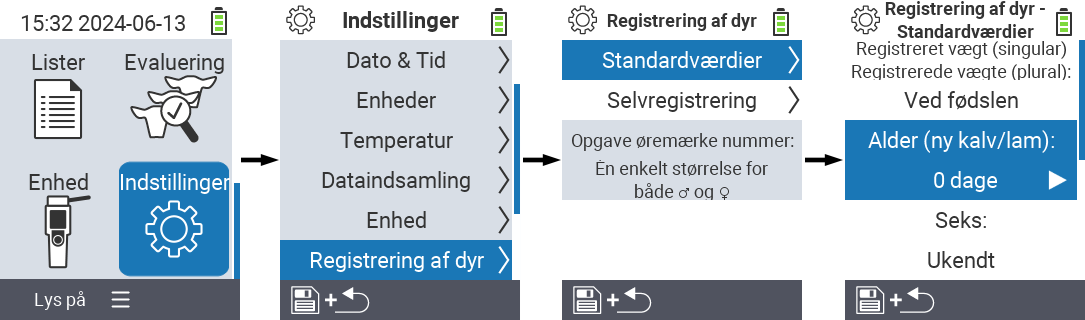 15:32 2024-06-13
Lister
Evaluering
Enhed
Indstillinger
Lys på
Indstillinger
Dato & Tid
Enheder
Temperatur
Dataindsamling
Enhed
Registrering af dyr
+
Registrering af dyr
Standardværdier
Selvregistrering
Opgave øremærke nummer:
Én enkelt størrelse for
både ♂ og ♀
+
Registrering af dyr -
Standardværdier
Registreret vægt (singular)
Registrerede vægte (plural):
Ved fødslen
Alder (ny kalv/lam):
0 dage
Seks:
Ukendt
+